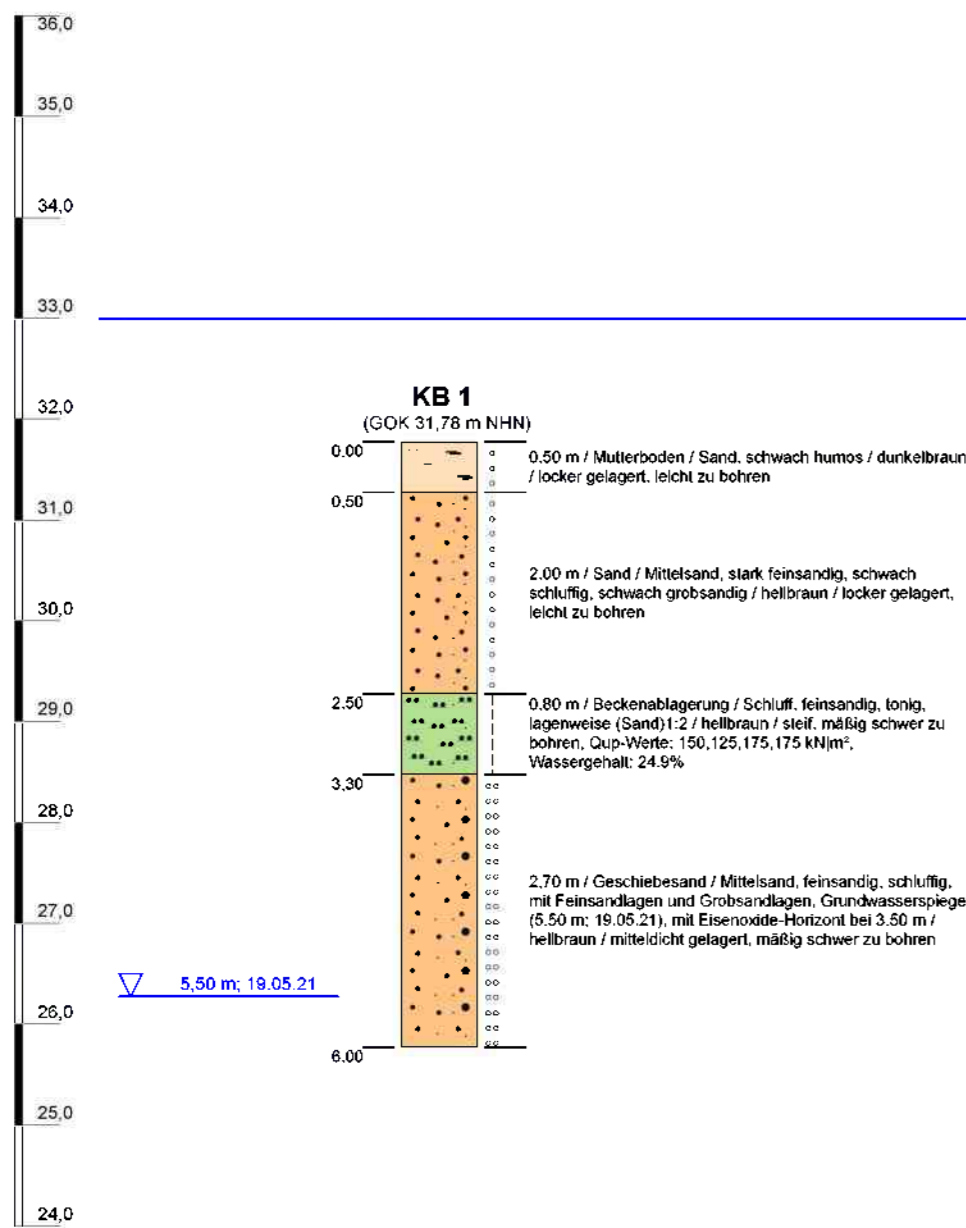 36,0
35,0
34,0
33,0
32,0
31,0
30,0
29,0
28,0
27,0
26,0
25,0
24,0
KB 1
(GOK 31,78 m NHN)
0.00
0.50 m / Mutterboden / Sand, schwach humos / dunkelbraun
/ locker gelagert, leicht zu bohren
0.50
2.00 m / Sand / Mittelsand, stark feinsandig, schwach
schluffig, schwach grobsandig / hellbraun / locker gelagert,
leicht zu bohren
2.50
0.80 m / Beckenablagerung / Schluff, feinsandig, tonig,
lagenweise (Sand)1:2 / hellbraun / steif, mäßig schwer zu
bohren, Qup-Werte: 150,125,175,175 kN|m²,
Wassergehalt: 24.9%
3.30
2,70 m / Geschiebesand / Mittelsand, feinsandig, schluffig,
mit Feinsandlagen und Grobsandlagen, Grundwasserspiege
(5.50 m; 19.05.21), mit Eisenoxide-Horizont bei 3.50 m /
hellbraun / mitteldicht gelagert, mäßig schwer zu bohren
5,50 m; 19.05.21
6.00